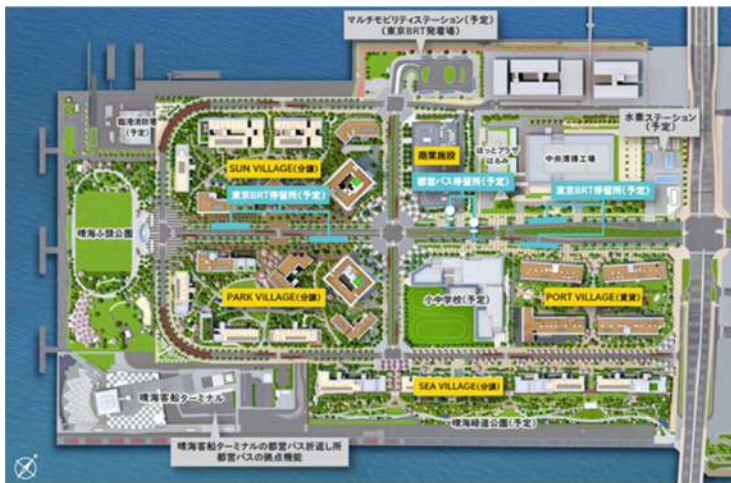 マルチモビリティステーション(予定)
(東京BRT発着場)
臨港消防署
(予定)
水素ステーション
(予定)
SUN VILLAGE(分譲)
商業施設
ほっとプラザ
はるみ
中央清掃工場
東京BRT停留所(予定)
都営バス停留所(予定)
東京BRT停留所(予定)
晴海ふ頭公園
PARK VILLAGE(分譲)
小中学校(予定)
PORT VILLAGE(賃貸)
SEA VILLAGE(分譲)
晴海客船ターミナル
晴海緑道公園(予定)
晴海客船ターミナルの都営バス折返し所
都営バスの拠点機能